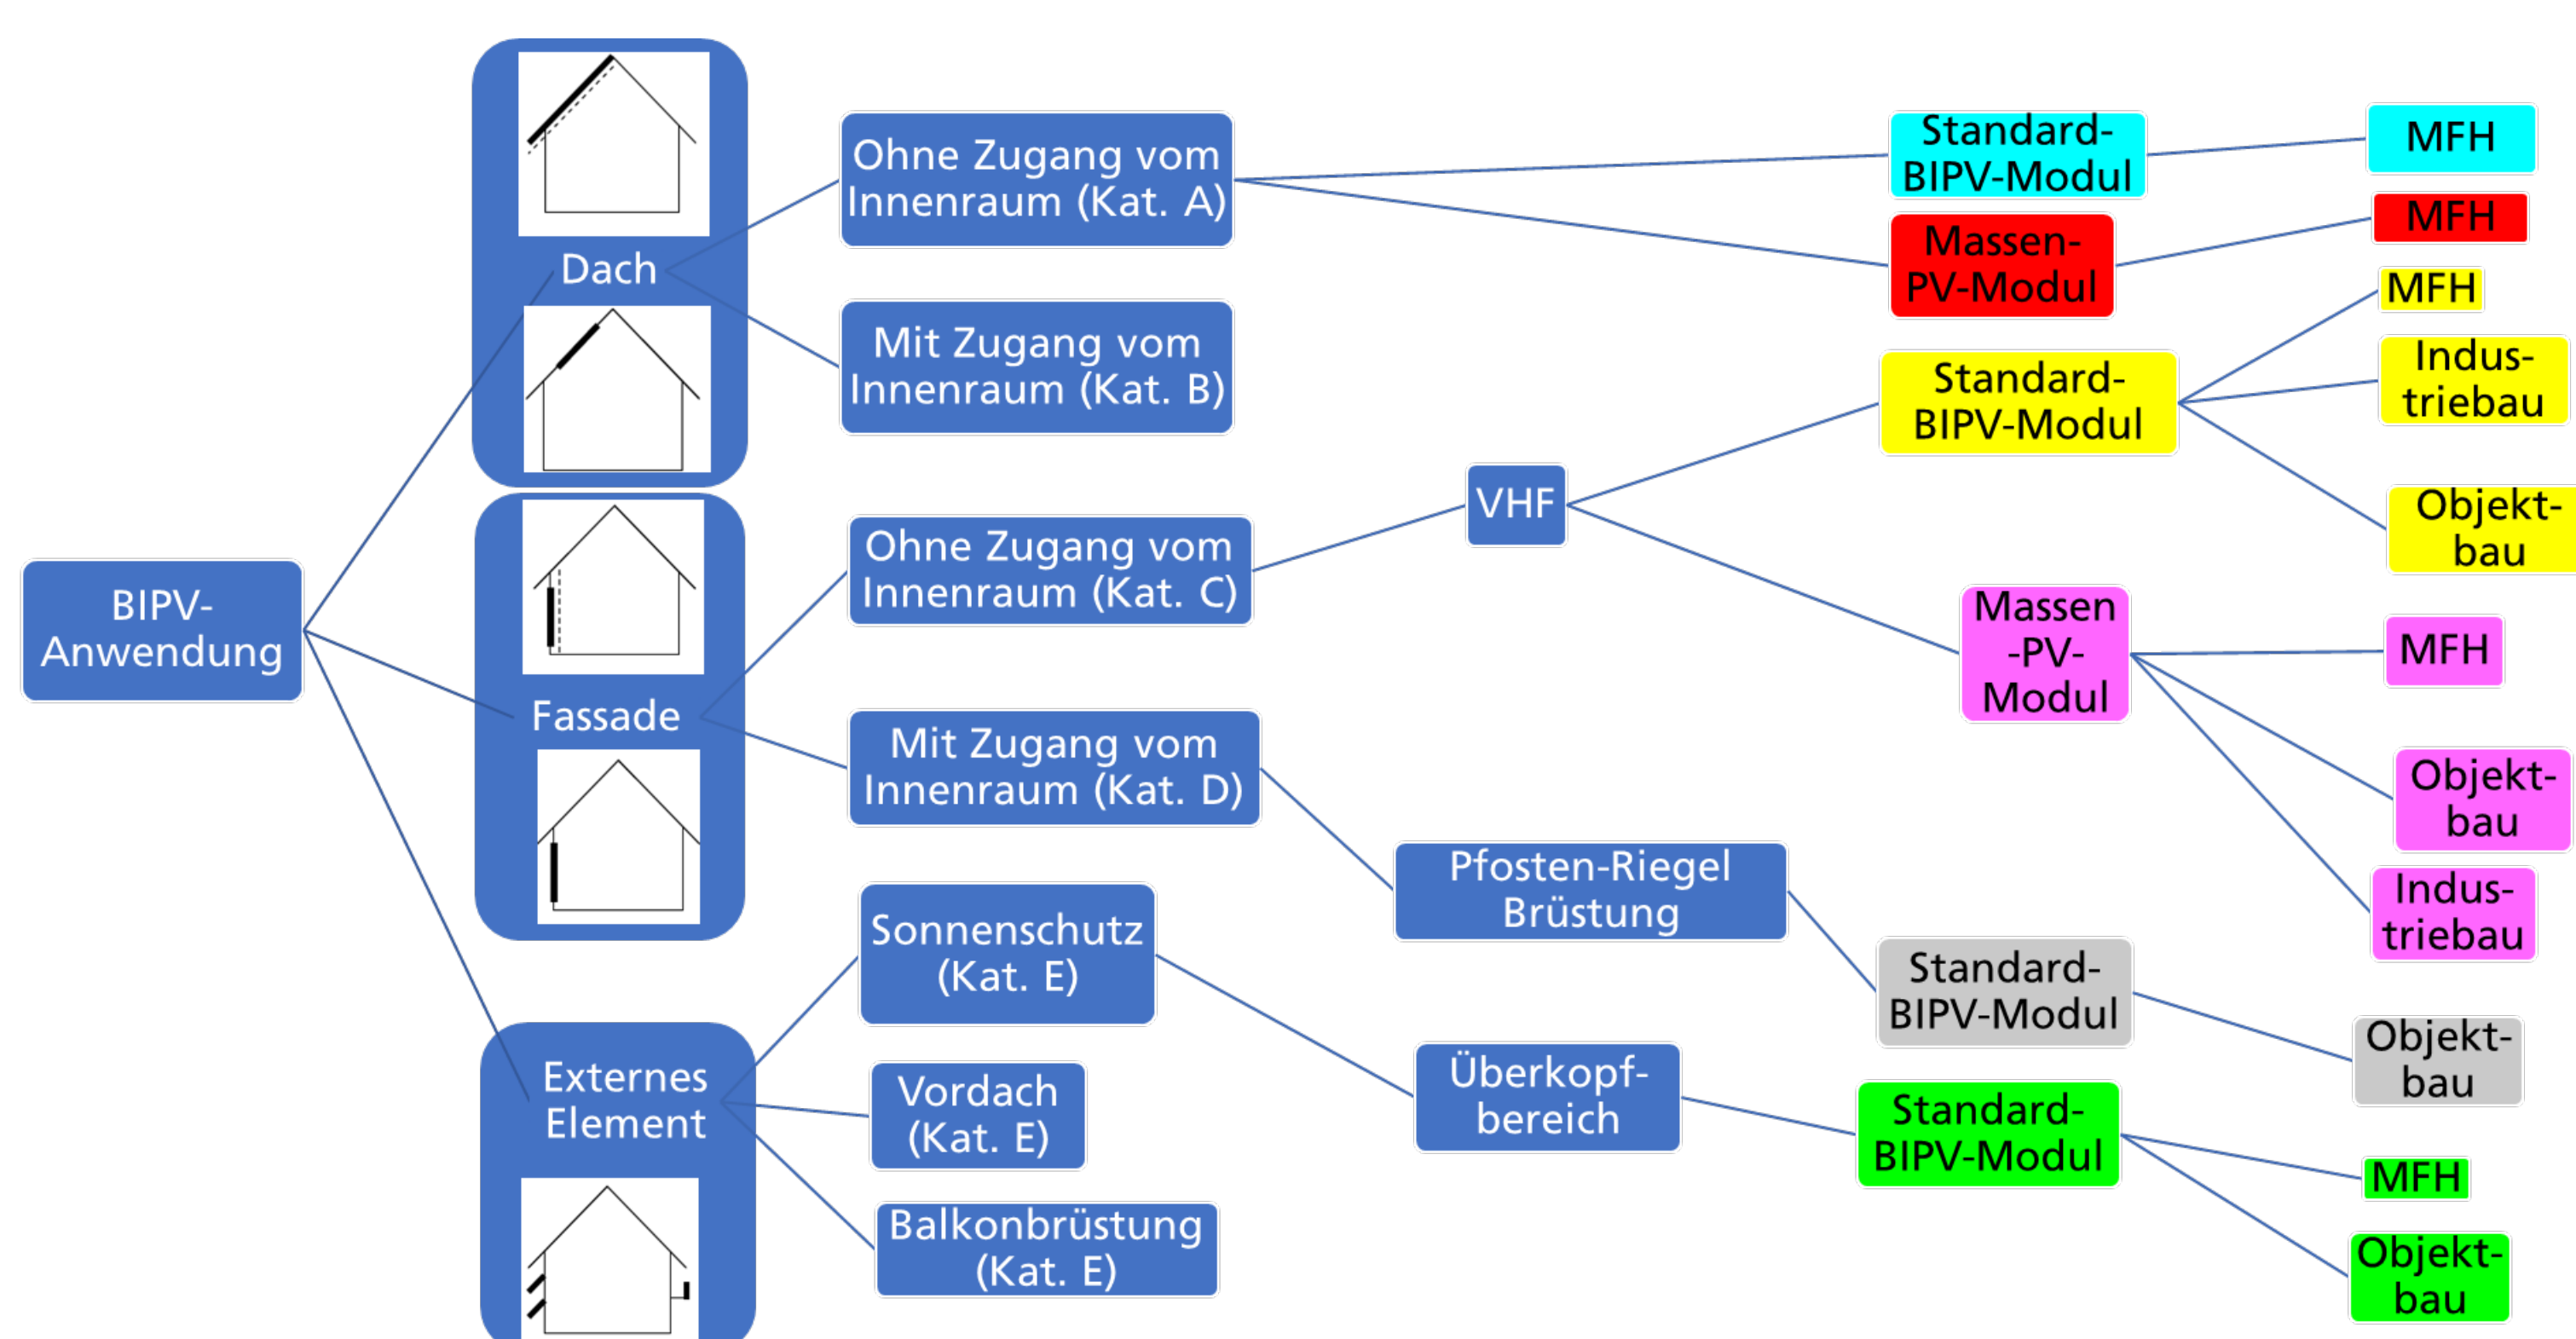 BIPV-
Anwendung
Dach
Fassade
Externes
Element
Ohne Zugang vom
Innenraum (Kat. A)
Mit Zugang vom
Innenraum (Kat. B)
Ohne Zugang vom
Innenraum (Kat. C)
Mit Zugang vom
Innenraum (Kat. D)
Sonnenschutz
(Kat. E)
Vordach
(Kat. E)
Balkonbrüstung
(Kat. E)
VHF
Pfosten-Riegel
Brüstung
Überkopf-
bereich
Standard-
BIPV-Modul
Massen-
PV-Modul
Standard-
BIPV-Modul
Massen
-PV-
Modul
Standard-
BIPV-Modul
Standard-
BIPV-Modul
MFH
MFH
MFH
Indus-
triebau
Objekt-
bau
MFH
Objekt-
bau
Indus-
triebau
Objekt-
bau
MFH
Objekt-
bau